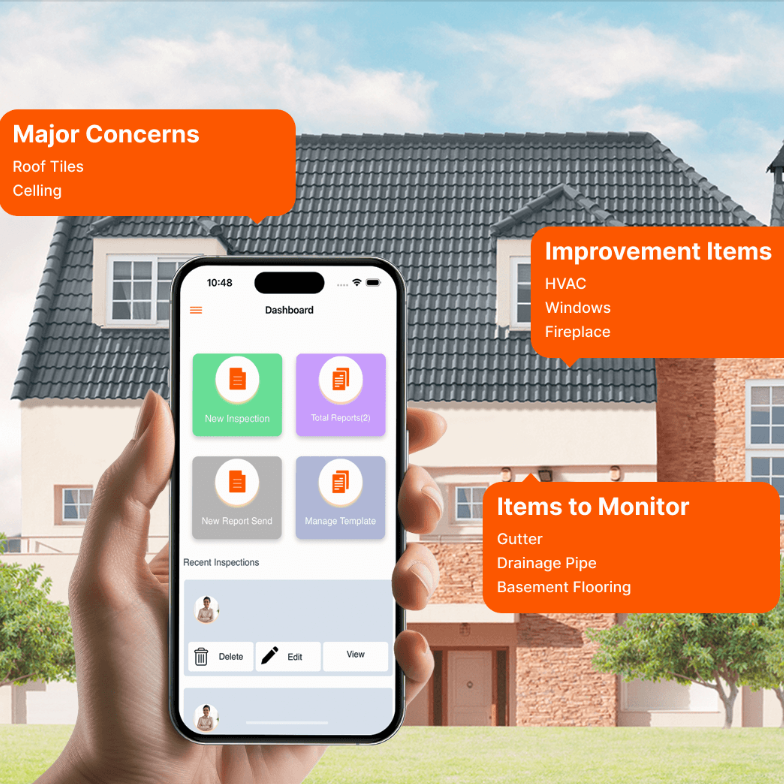 Major Concerns
Roof Tiles
Celling
Improvement Items
HVAC
Windows
Fireplace
10:48
Dashboard
New Inspection
Total Reports(2)
New Report Send
Manage Template
Items to Monitor
Gutter
Drainage Pipe
Basement Flooring
Recent Inspections
Delete
Edit
View